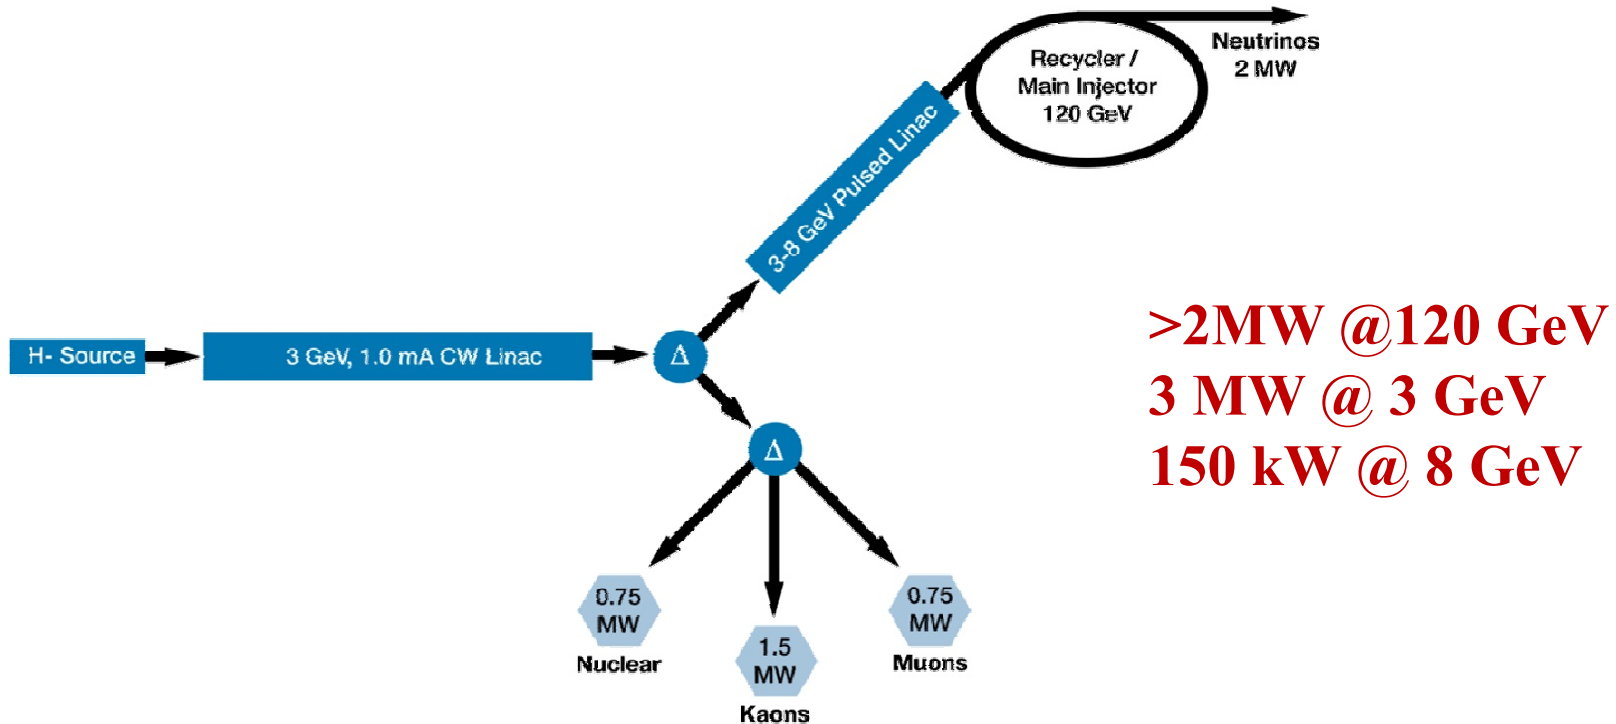 Neutrinos
2 MW
Recycler /
Main Injector
120 GeV
3-8 GeV Pulsed Linac
>2MW @120 GeV
3 MW @ 3 GeV
150 kW @ 8 GeV
H- Source
3 GeV, 1.0 mA CW Linac
Δ
Δ
0.75
MW
Nuclear
1.5
MW
Kaons
0.75
MW
Muons